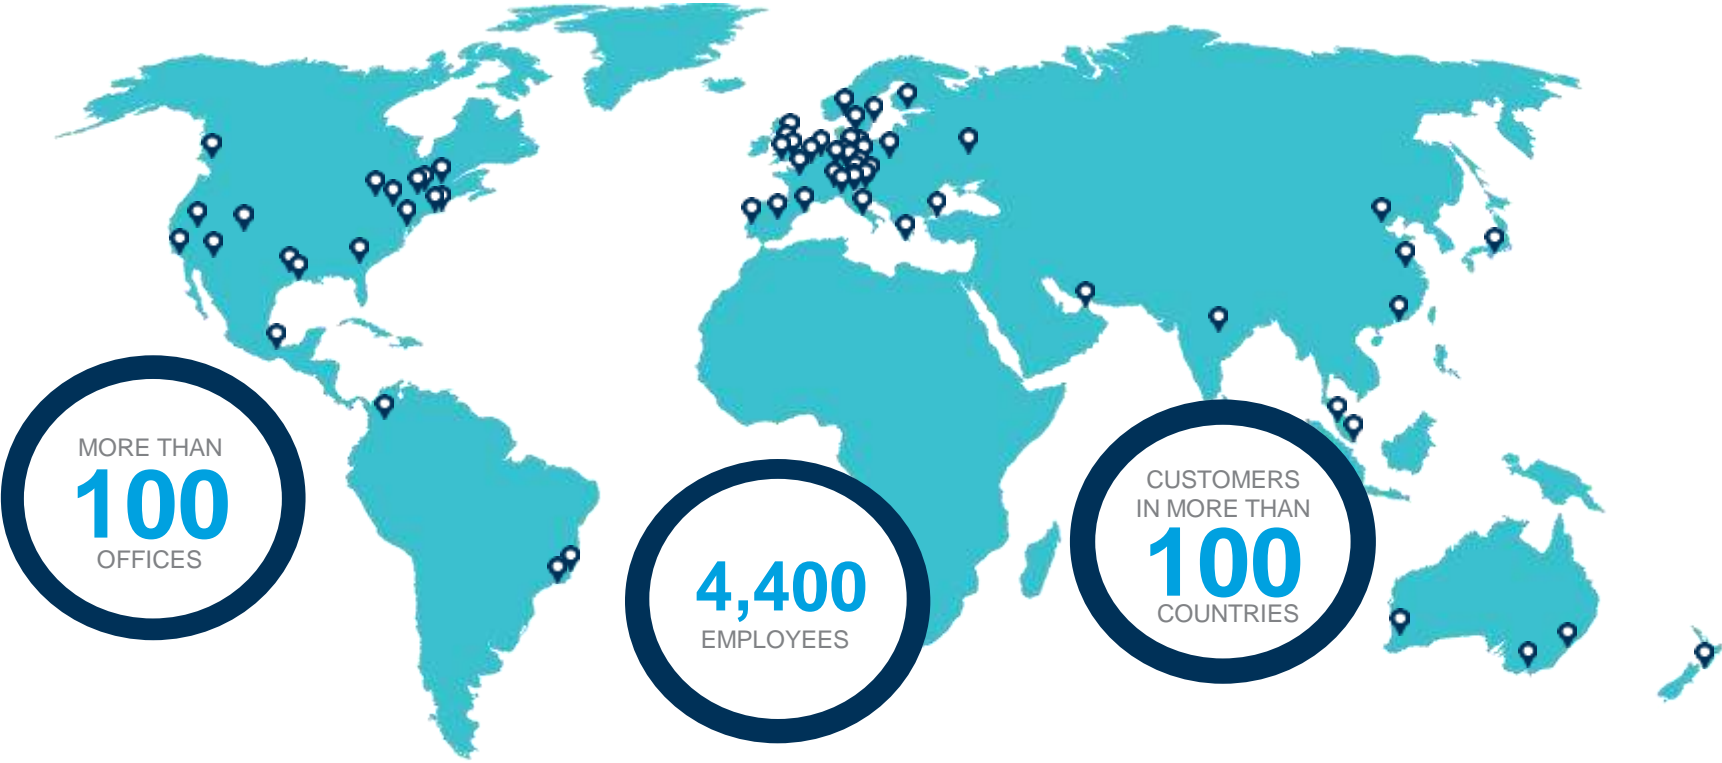 MORE THAN
100
OFFICES
4,400
EMPLOYEES
CUSTOMERS
IN MORE THAN
100
COUNTRIES